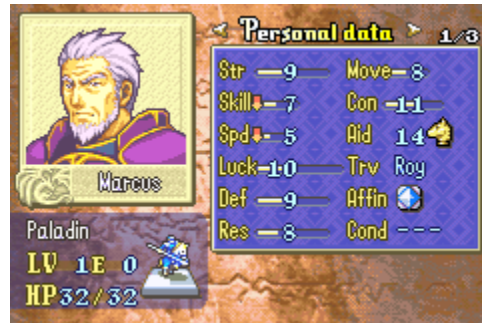 Personal data 1/3
Str 9 Move 8
Skill 7 Con 11
Spd 5 Aid 14
Luck 10 Trv Roy
Def 9 Affin
Res 8 Cond ---
Marcus
Paladin
LV 1 E 0
HP 32/32